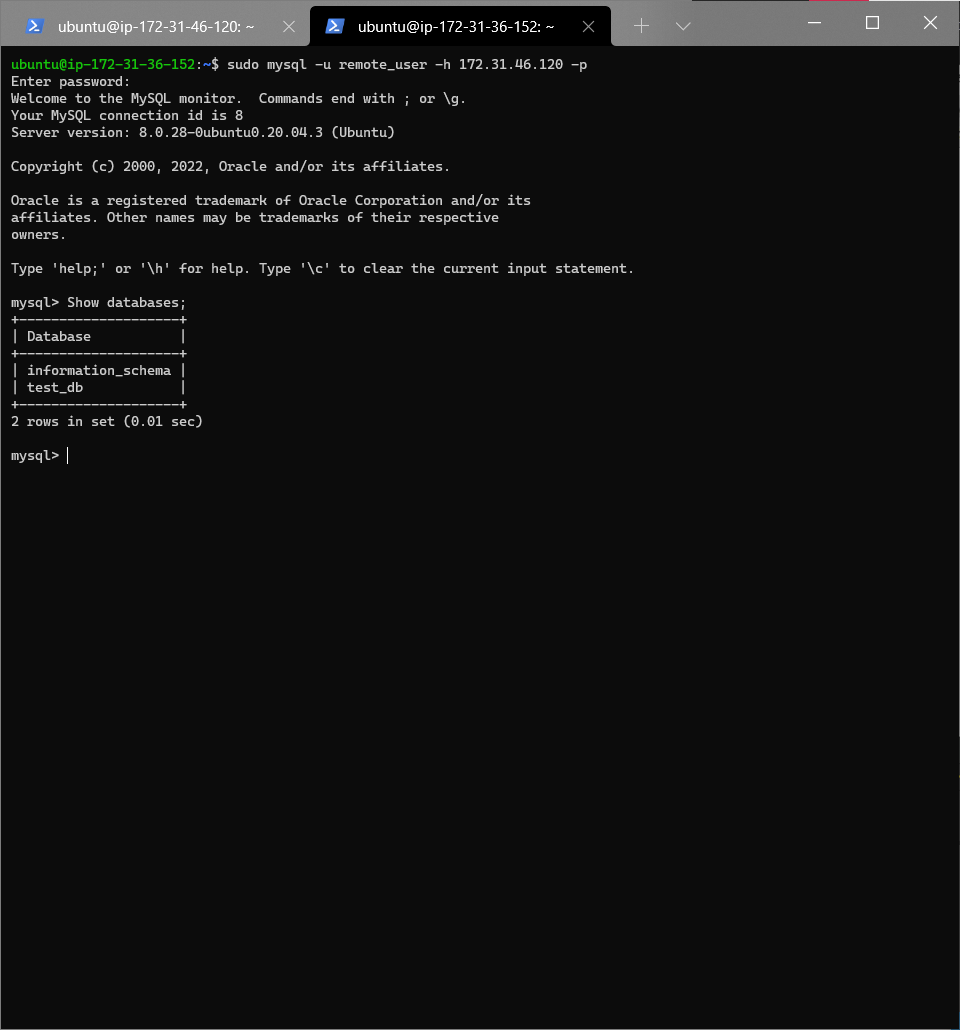 ubuntu@ip-172-31-46-120: ~
ubuntu@ip-172-31-36-152: ~
ubuntu@ip-172-31-36-152:~$ sudo mysql -u remote_user -h 172.31.46.120 -p
Enter password:
Welcome to the MySQL monitor.  Commands end with ; or \g.
Your MySQL connection id is 8
Server version: 8.0.28-0ubuntu0.20.04.3 (Ubuntu)
Copyright (c) 2000, 2022, Oracle and/or its affiliates.
Oracle is a registered trademark of Oracle Corporation and/or its
affiliates. Other names may be trademarks of their respective
owners.
Type 'help;' or '\h' for help. Type '\c' to clear the current input statement.
mysql> Show databases;
+--------------------+
| Database           |
+--------------------+
| information_schema |
| test_db            |
+--------------------+
2 rows in set (0.01 sec)
mysql>